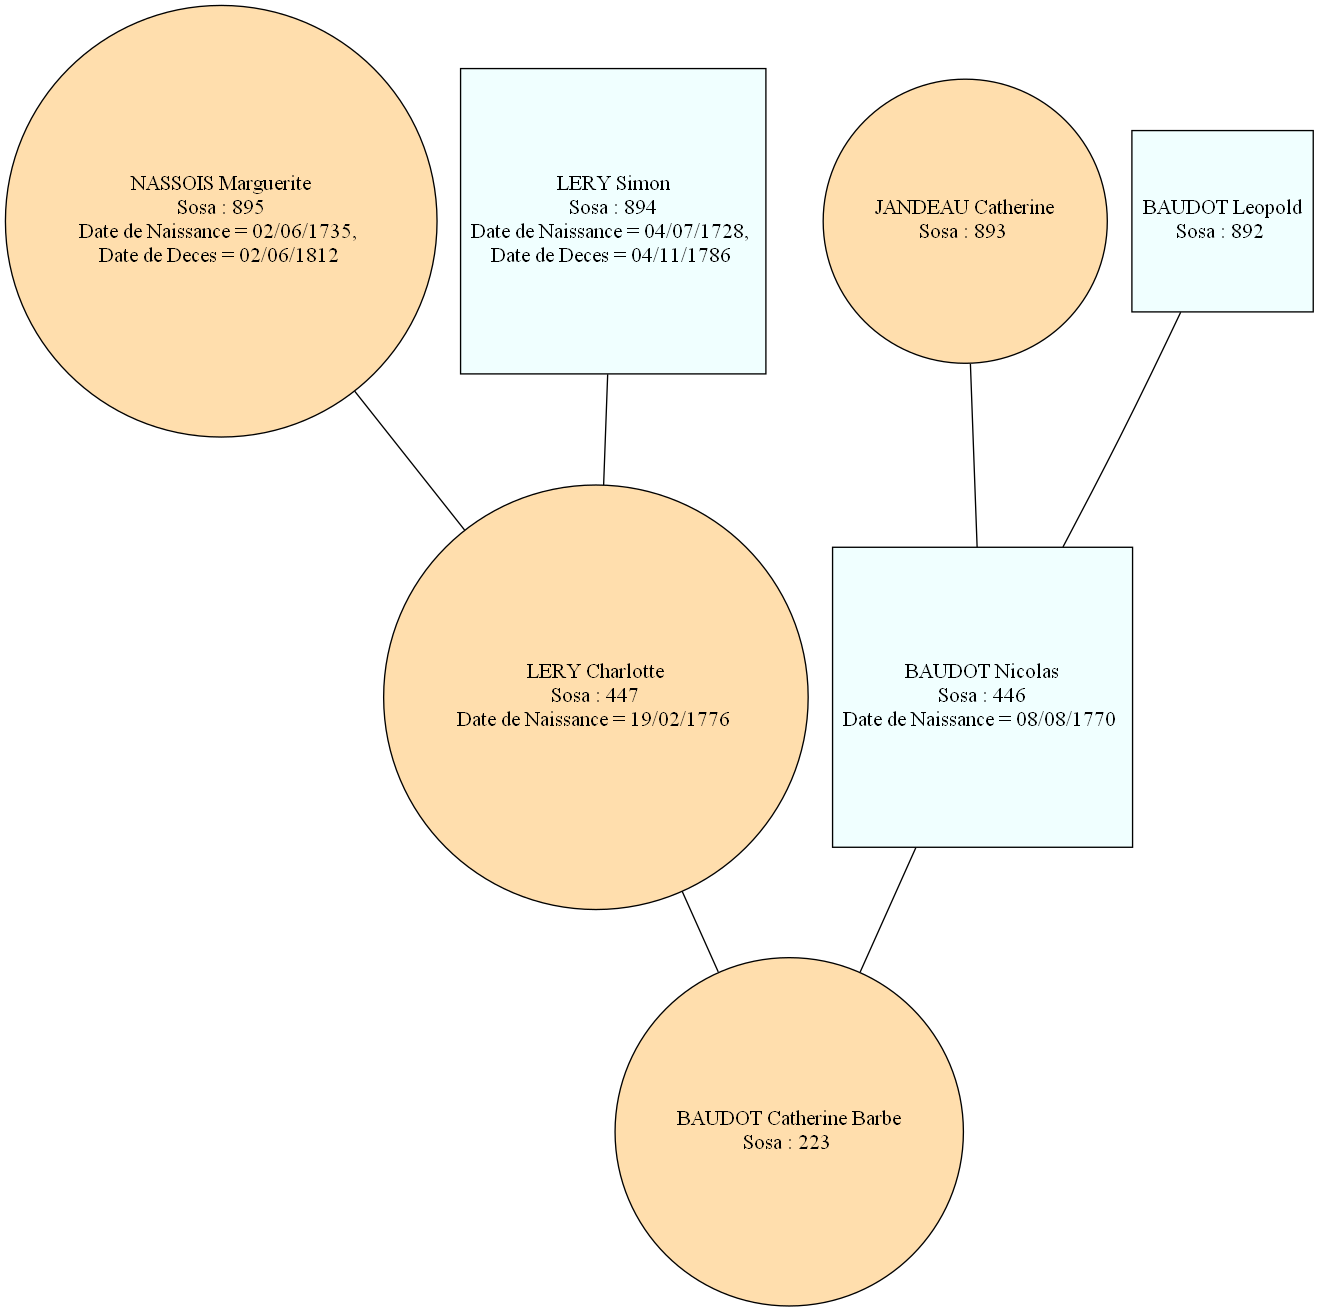 NASSOIS Marguerite
Sosa : 895
Date de Naissance = 02/06/1735,
Date de Deces = 02/06/1812
LERY Simon
Sosa : 894
Date de Naissance = 04/07/1728,
Date de Deces = 04/11/1786
JANDEAU Catherine
Sosa : 893
BAUDOT Leopold
Sosa : 892
LERY Charlotte
Sosa : 447
Date de Naissance = 19/02/1776
BAUDOT Nicolas
Sosa : 446
Date de Naissance = 08/08/1770
BAUDOT Catherine Barbe
Sosa : 223